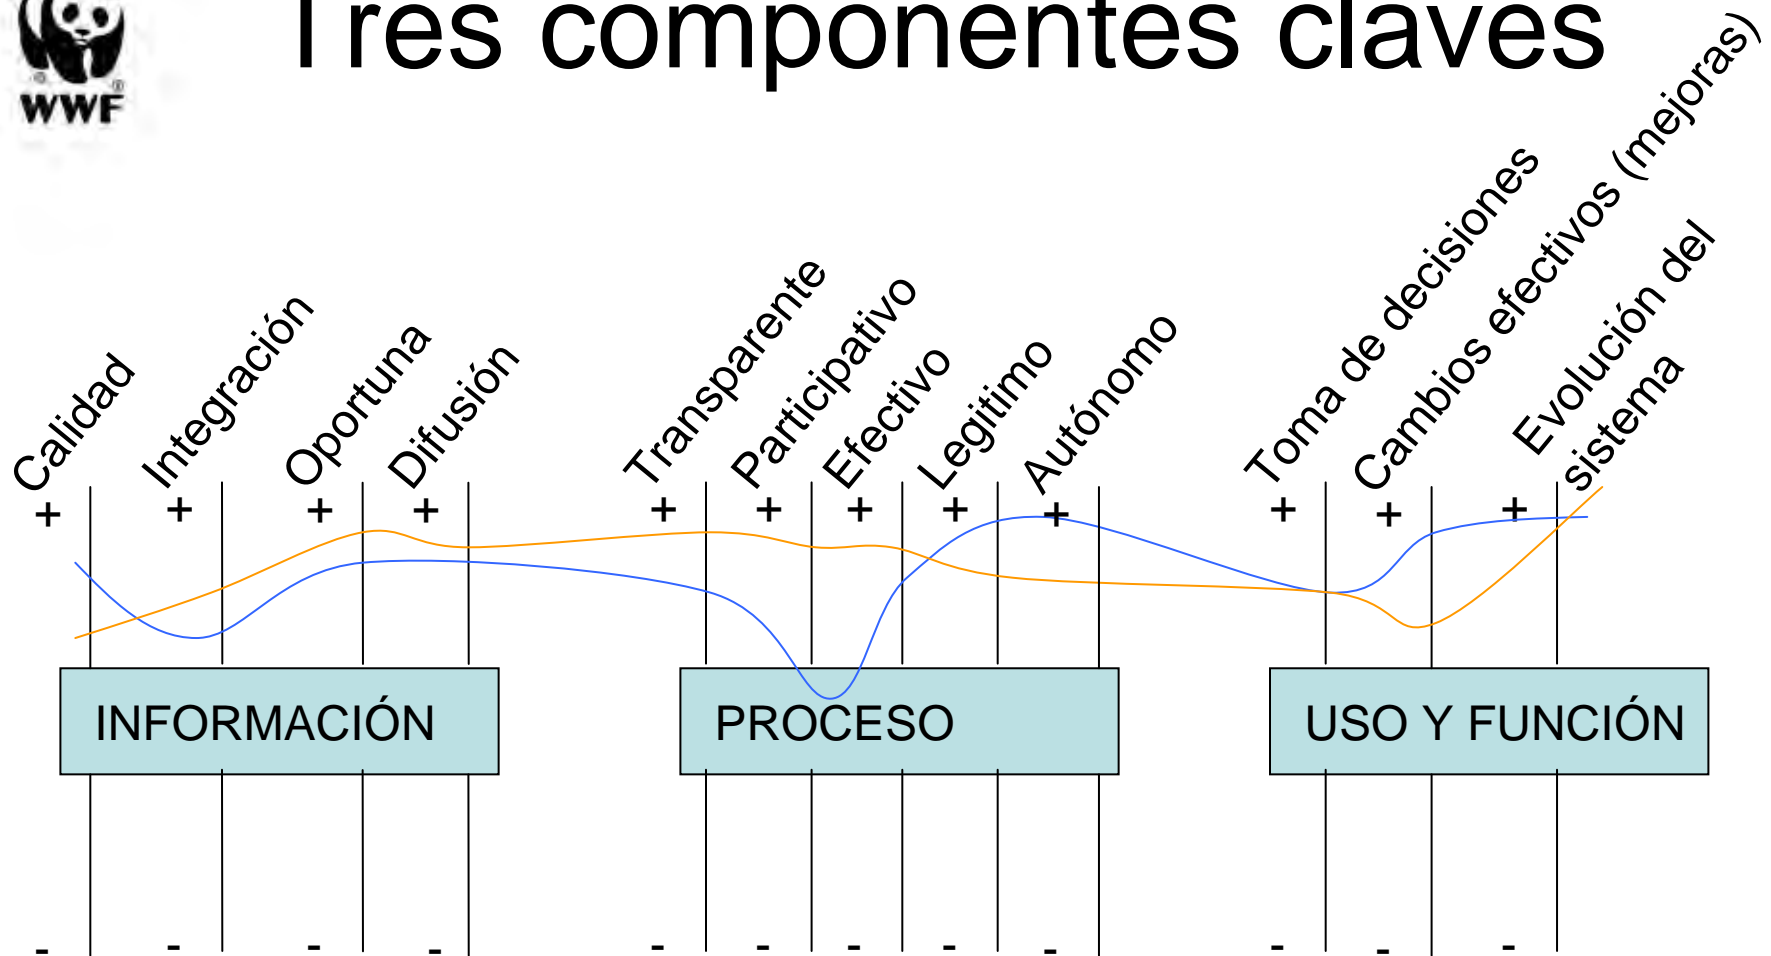 Tres componentes claves
WWF
Calidad
Integración
Oportuna
Difusión
Transparente
Participativo
Efectivo
Legitimo
Autónomo
Toma de decisiones
Cambios efectivos (mejoras)
Evolución del
sistema
+ + + + + + + + + + + +
INFORMACIÓN
PROCESO
USO Y FUNCIÓN
- - - - - - - - - - - -